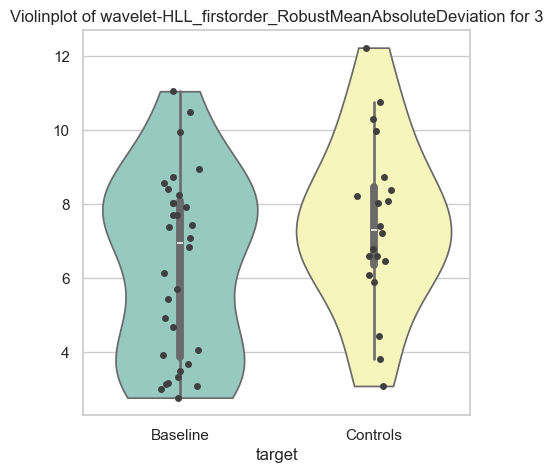 Violinplot of wavelet-HLL_firstorder_RobustMeanAbsoluteDeviation for 3
12
10
8
6
4
Baseline Controls
target